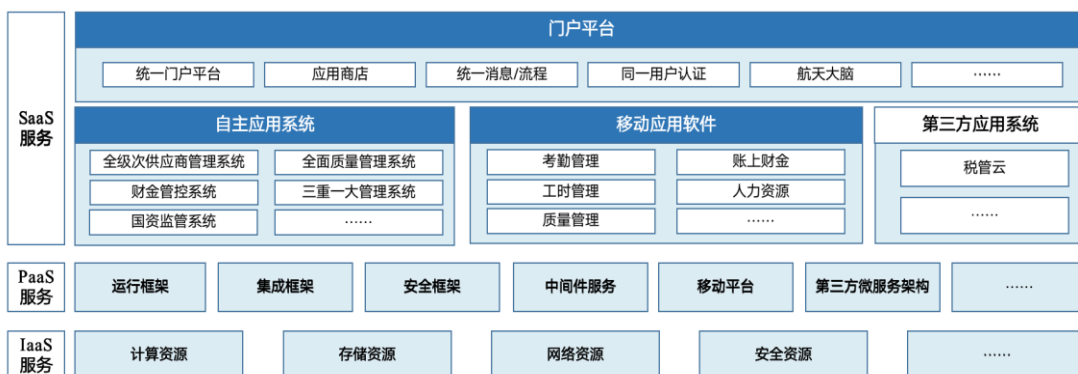 门户平台
统一门户平台 应用商店 统一消息/流程 同一用户认证 航天大脑 ……
SaaS
服务
自主应用系统 移动应用软件 第三方应用系统
全级次供应商管理系统 全面质量管理系统 考勤管理 账上财金 税管云
财金管控系统 三重一大管理系统 工时管理 人力资源
国资监管系统 …… 质量管理 …… ……
PaaS
服务
运行框架 集成框架 安全框架 中间件服务 移动平台 第三方微服务架构 ……
IaaS
服务
计算资源 存储资源 网络资源 安全资源 ……